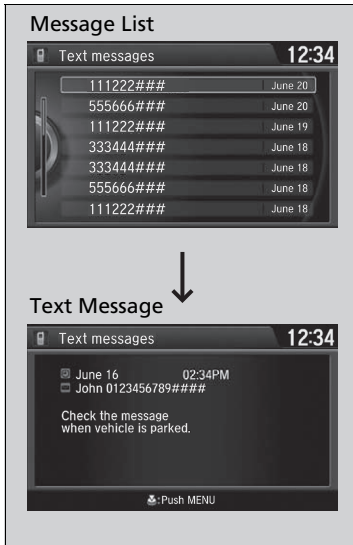 Message List
Text messages 12:34
111222### June 20
555666### June 20
111222### June 19
333444### June 18
333444### June 18
555666### June 18
111222### June 18
Text Message
Text messages 12:34
June 16 02:34PM
John 0123456789####
Check the message
when vehicle is parked.
:Push MENU